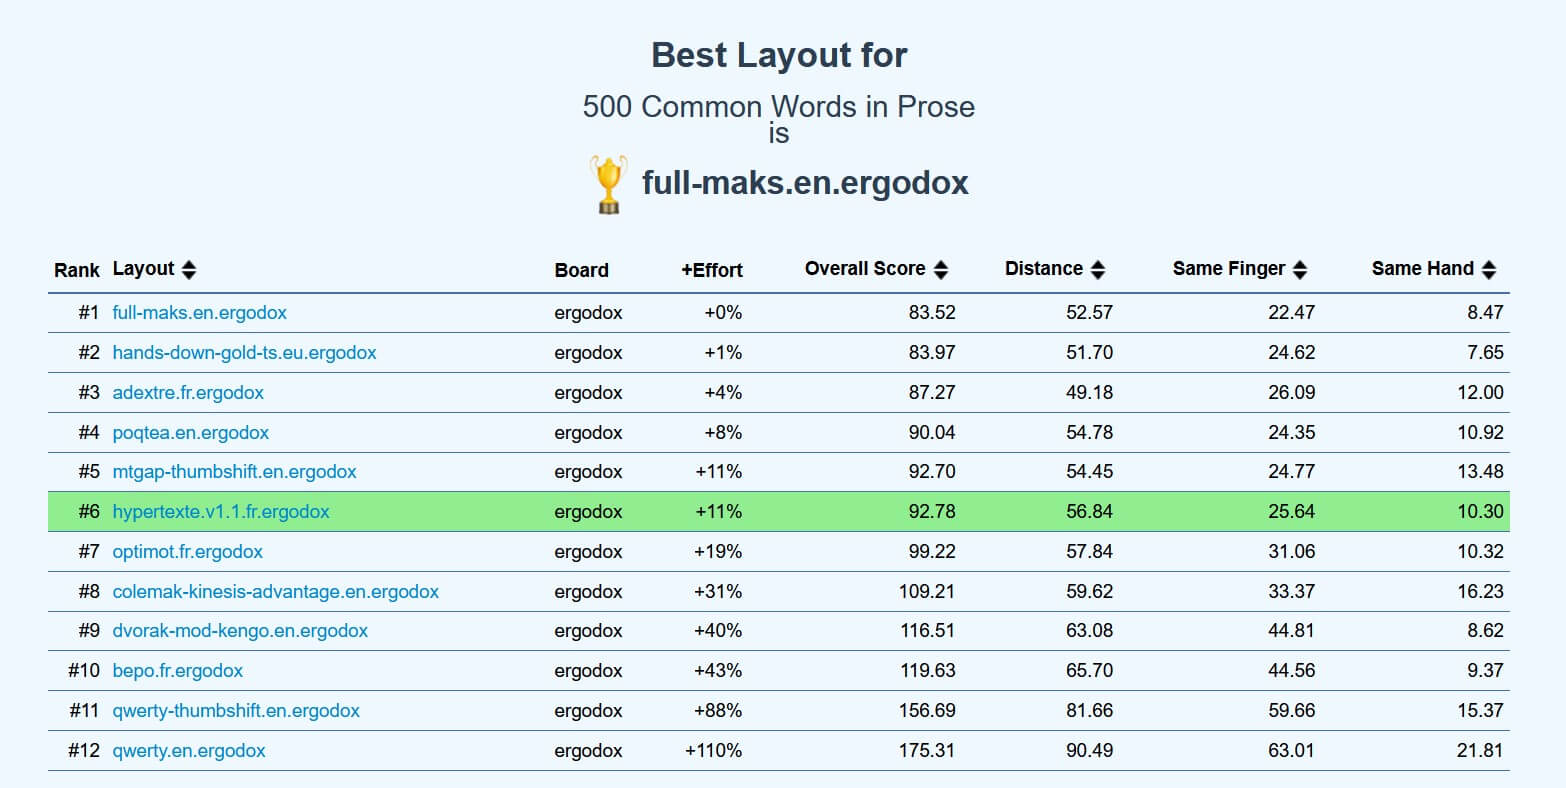 Best Layout for
500 Common Words in Prose
is
full-maks.en.ergodox
Rank Layout Board +Effort Overall Score Distance Same Finger Same Hand
#1 full-maks.en.ergodox ergodox +0% 83.52 52.57 22.47 8.47
#2 hands-down-gold-ts.eu.ergodox ergodox +1% 83.97 51.70 24.62 7.65
#3 adextre.fr.ergodox ergodox +4% 87.27 49.18 26.09 12.00
#4 poqtea.en.ergodox ergodox +8% 90.04 54.78 24.35 10.92
#5 mtgap-thumbshift.en.ergodox ergodox +11% 92.70 54.45 24.77 13.48
#6 hypertexte.v1.1.fr.ergodox ergodox +11% 92.78 56.84 25.64 10.30
#7 optimot.fr.ergodox ergodox +19% 99.22 57.84 31.06 10.32
#8 colemak-kinesis-advantage.en.ergodox ergodox +31% 109.21 59.62 33.37 16.23
#9 dvorak-mod-kengo.en.ergodox ergodox +40% 116.51 63.08 44.81 8.62
#10 bepo.fr.ergodox ergodox +43% 119.63 65.70 44.56 9.37
#11 qwerty-thumbshift.en.ergodox ergodox +88% 156.69 81.66 59.66 15.37
#12 qwerty.en.ergodox ergodox +110% 175.31 90.49 63.01 21.81